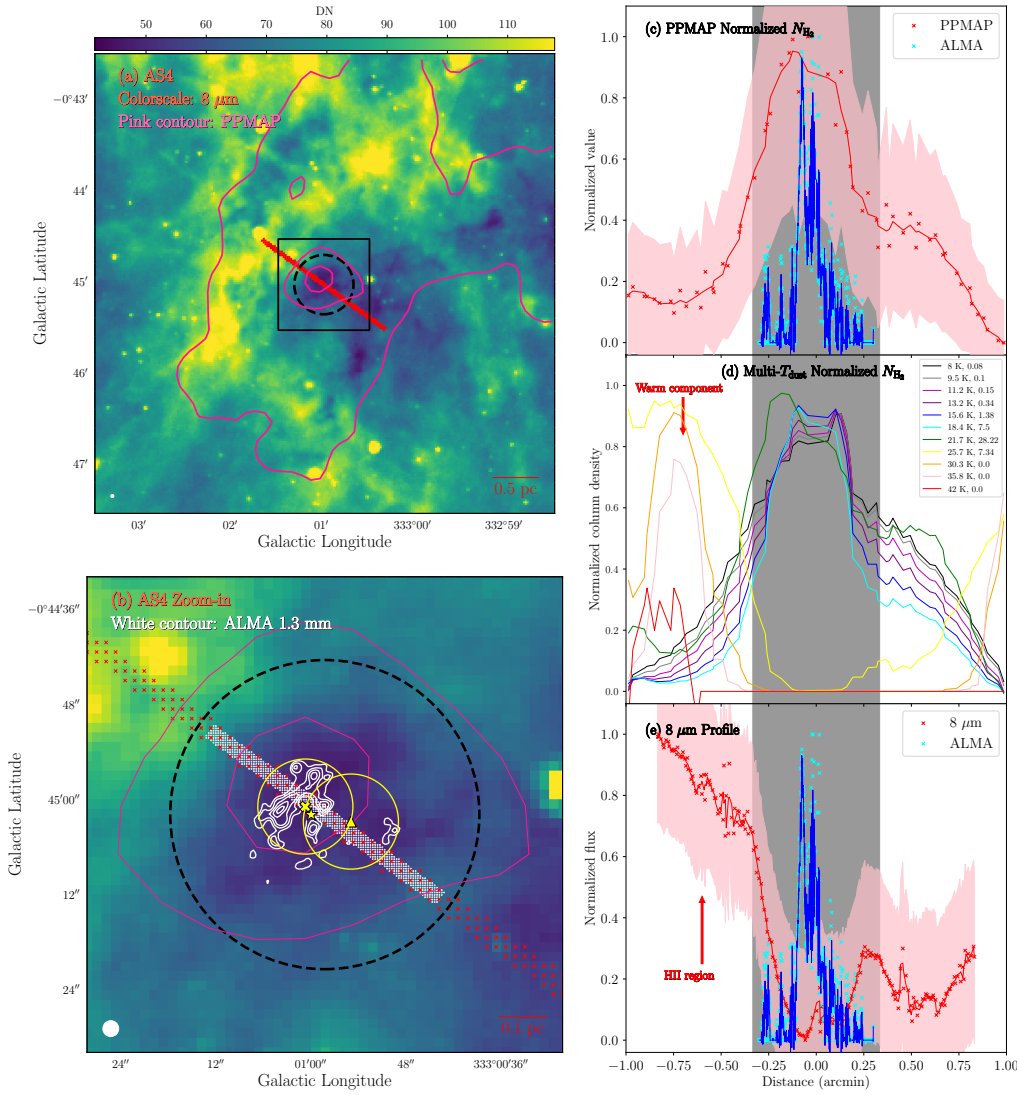 DN
50 60 70 80 90 100 110
(a) AS4
Colorscale: 8 μm
Pink contour: PPMAP
−0°43′
44′
45′
46′
47′
Galactic Latitude
0.5 pc
03′ 02′ 01′ 333°00′ 332°59′
Galactic Longitude
(b) AS4 Zoom-in
White contour: ALMA 1.3 mm
−0°44′36″
48″
45′00″
12″
24″
Galactic Latitude
0.1 pc
24″ 12″ 01′00″ 48″ 333°00′36″
Galactic Longitude
(c) PPMAP Normalized N_H₂
PPMAP
ALMA
1.0
0.8
0.6
0.4
0.2
0.0
Normalized value
(d) Multi-T_dust Normalized N_H₂
Warm component
8 K, 0.08
9.5 K, 0.1
11.2 K, 0.15
13.2 K, 0.34
15.6 K, 1.38
18.4 K, 7.5
21.7 K, 28.22
25.7 K, 7.34
30.3 K, 0.0
35.8 K, 0.0
42 K, 0.0
1.0
0.8
0.6
0.4
0.2
0.0
Normalized column density
(e) 8 μm Profile
8 μm
ALMA
HII region
1.0
0.8
0.6
0.4
0.2
0.0
Normalized flux
−1.00 −0.75 −0.50 −0.25 0.00 0.25 0.50 0.75 1.00
Distance (arcmin)